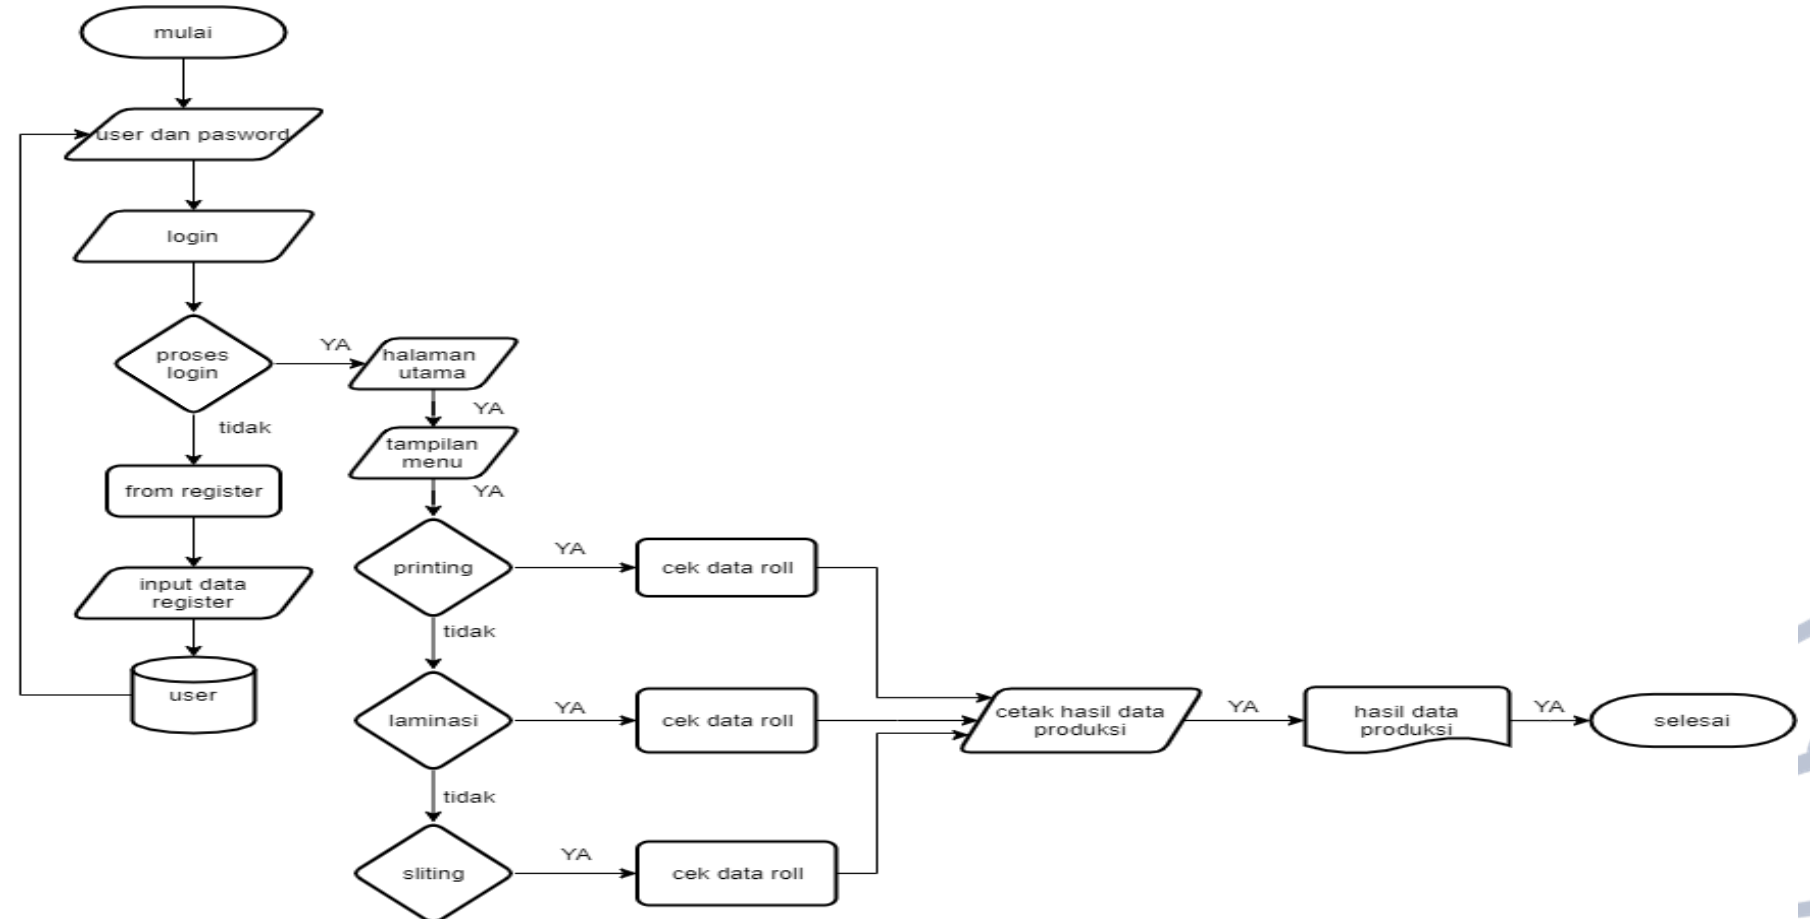 mulai
user dan pasword
login
proses
login
YA
halaman
utama
tidak
YA
from register
tampilan
menu
YA
input data
register
user
printing
YA
cek data roll
tidak
laminasi
YA
cek data roll
cetak hasil data
produksi
YA
hasil data
produksi
YA
selesai
tidak
sliting
YA
cek data roll